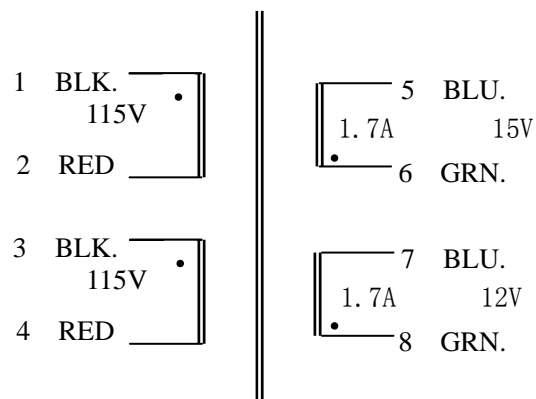 1 BLK.
115V
2 RED
3 BLK.
115V
4 RED
5 BLU.
1.7A 15V
6 GRN.
7 BLU.
1.7A 12V
8 GRN.